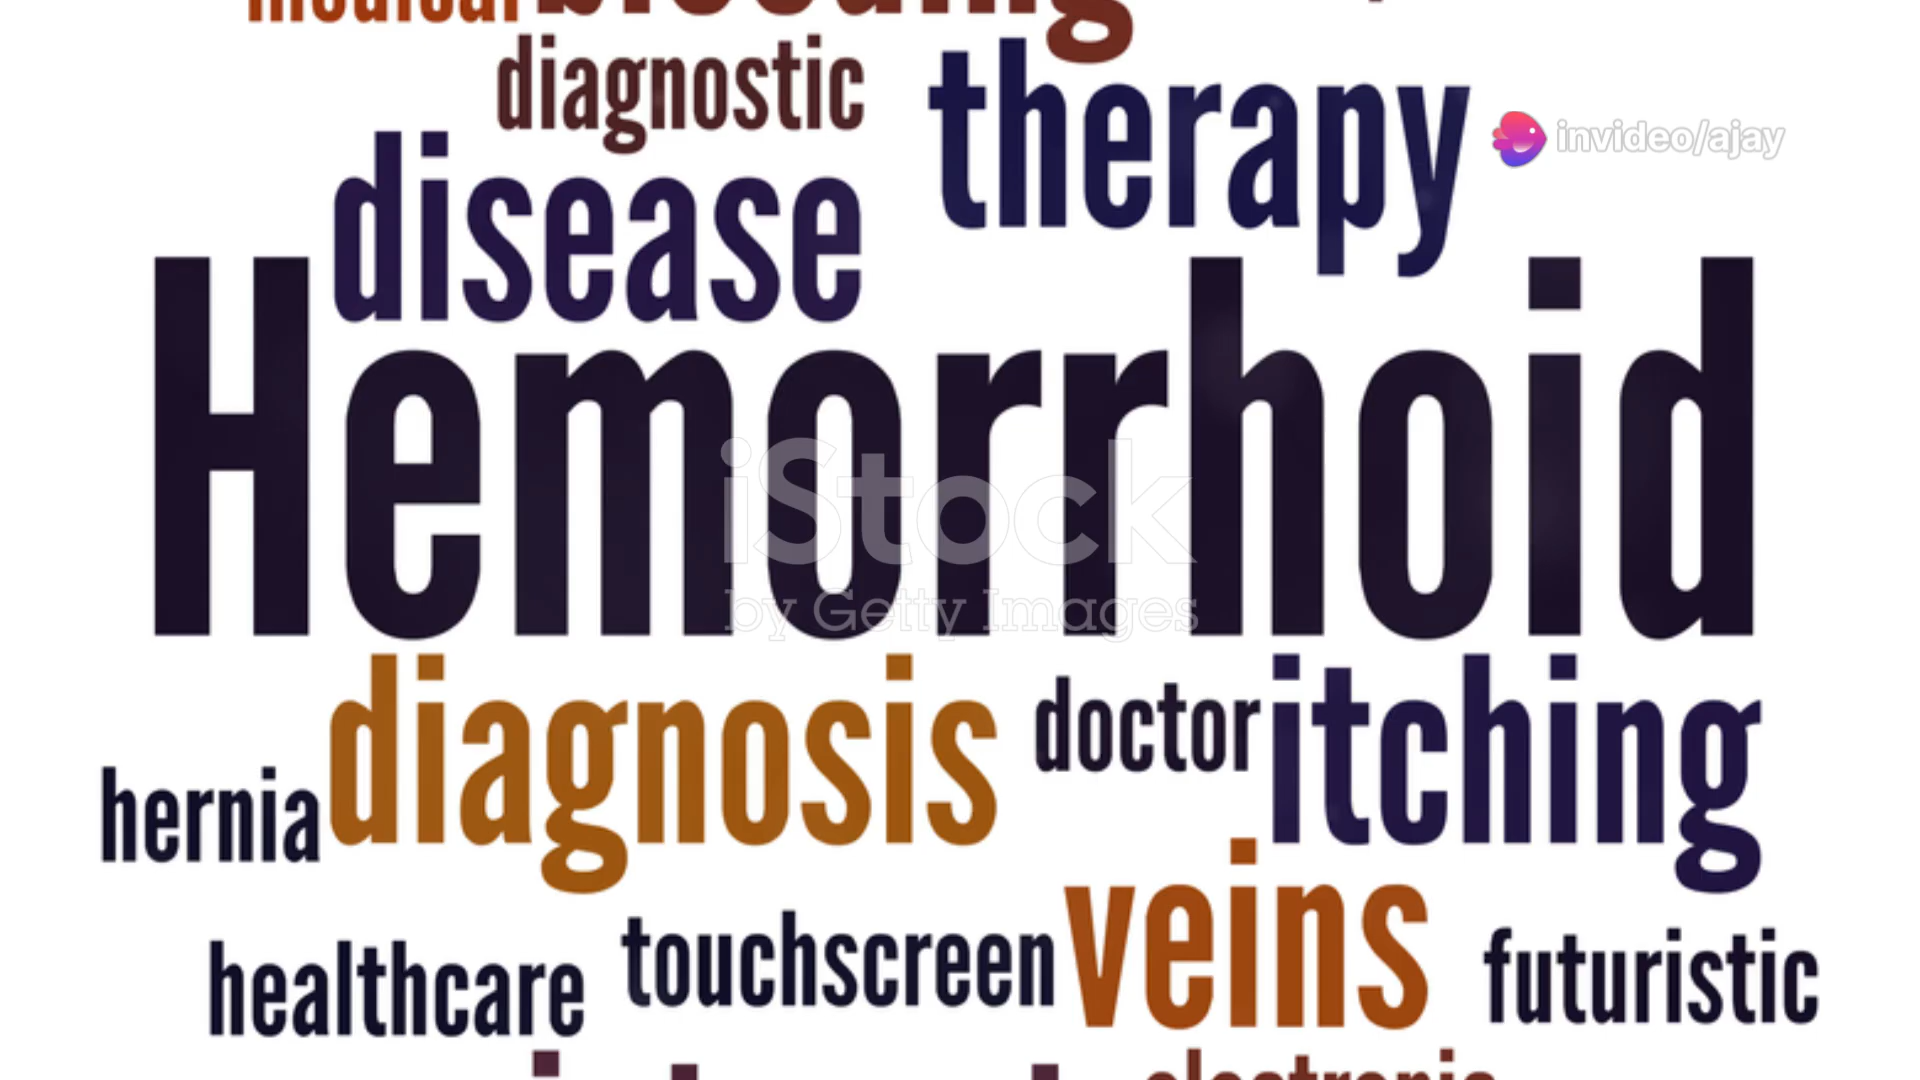 medical bleeding
diagnostic
therapy
invideo/ajay
disease
Hemorrhoid
iStock
by Getty Images
diagnosis
doctor
itching
hernia
veins
healthcare
touchscreen
futuristic
electronic